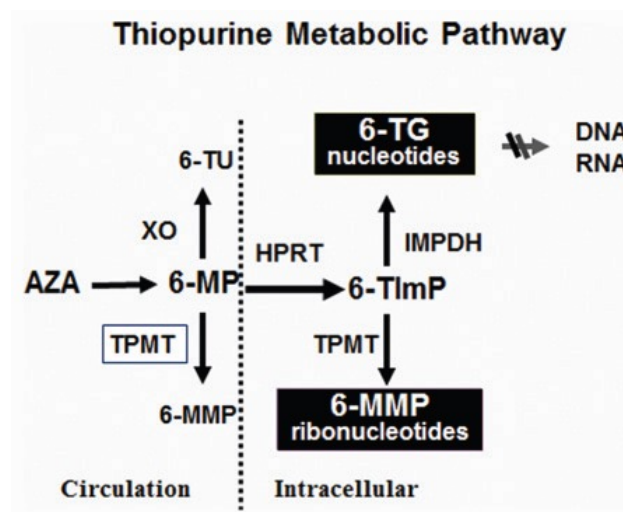 Thiopurine Metabolic Pathway
6-TG
nucleotides
DNA
RNA
6-TU
XO
HPRT
IMPDH
AZA
6-MP
6-TImP
TPMT
TPMT
6-MMP
6-MMP
ribonucleotides
Circulation
Intracellular